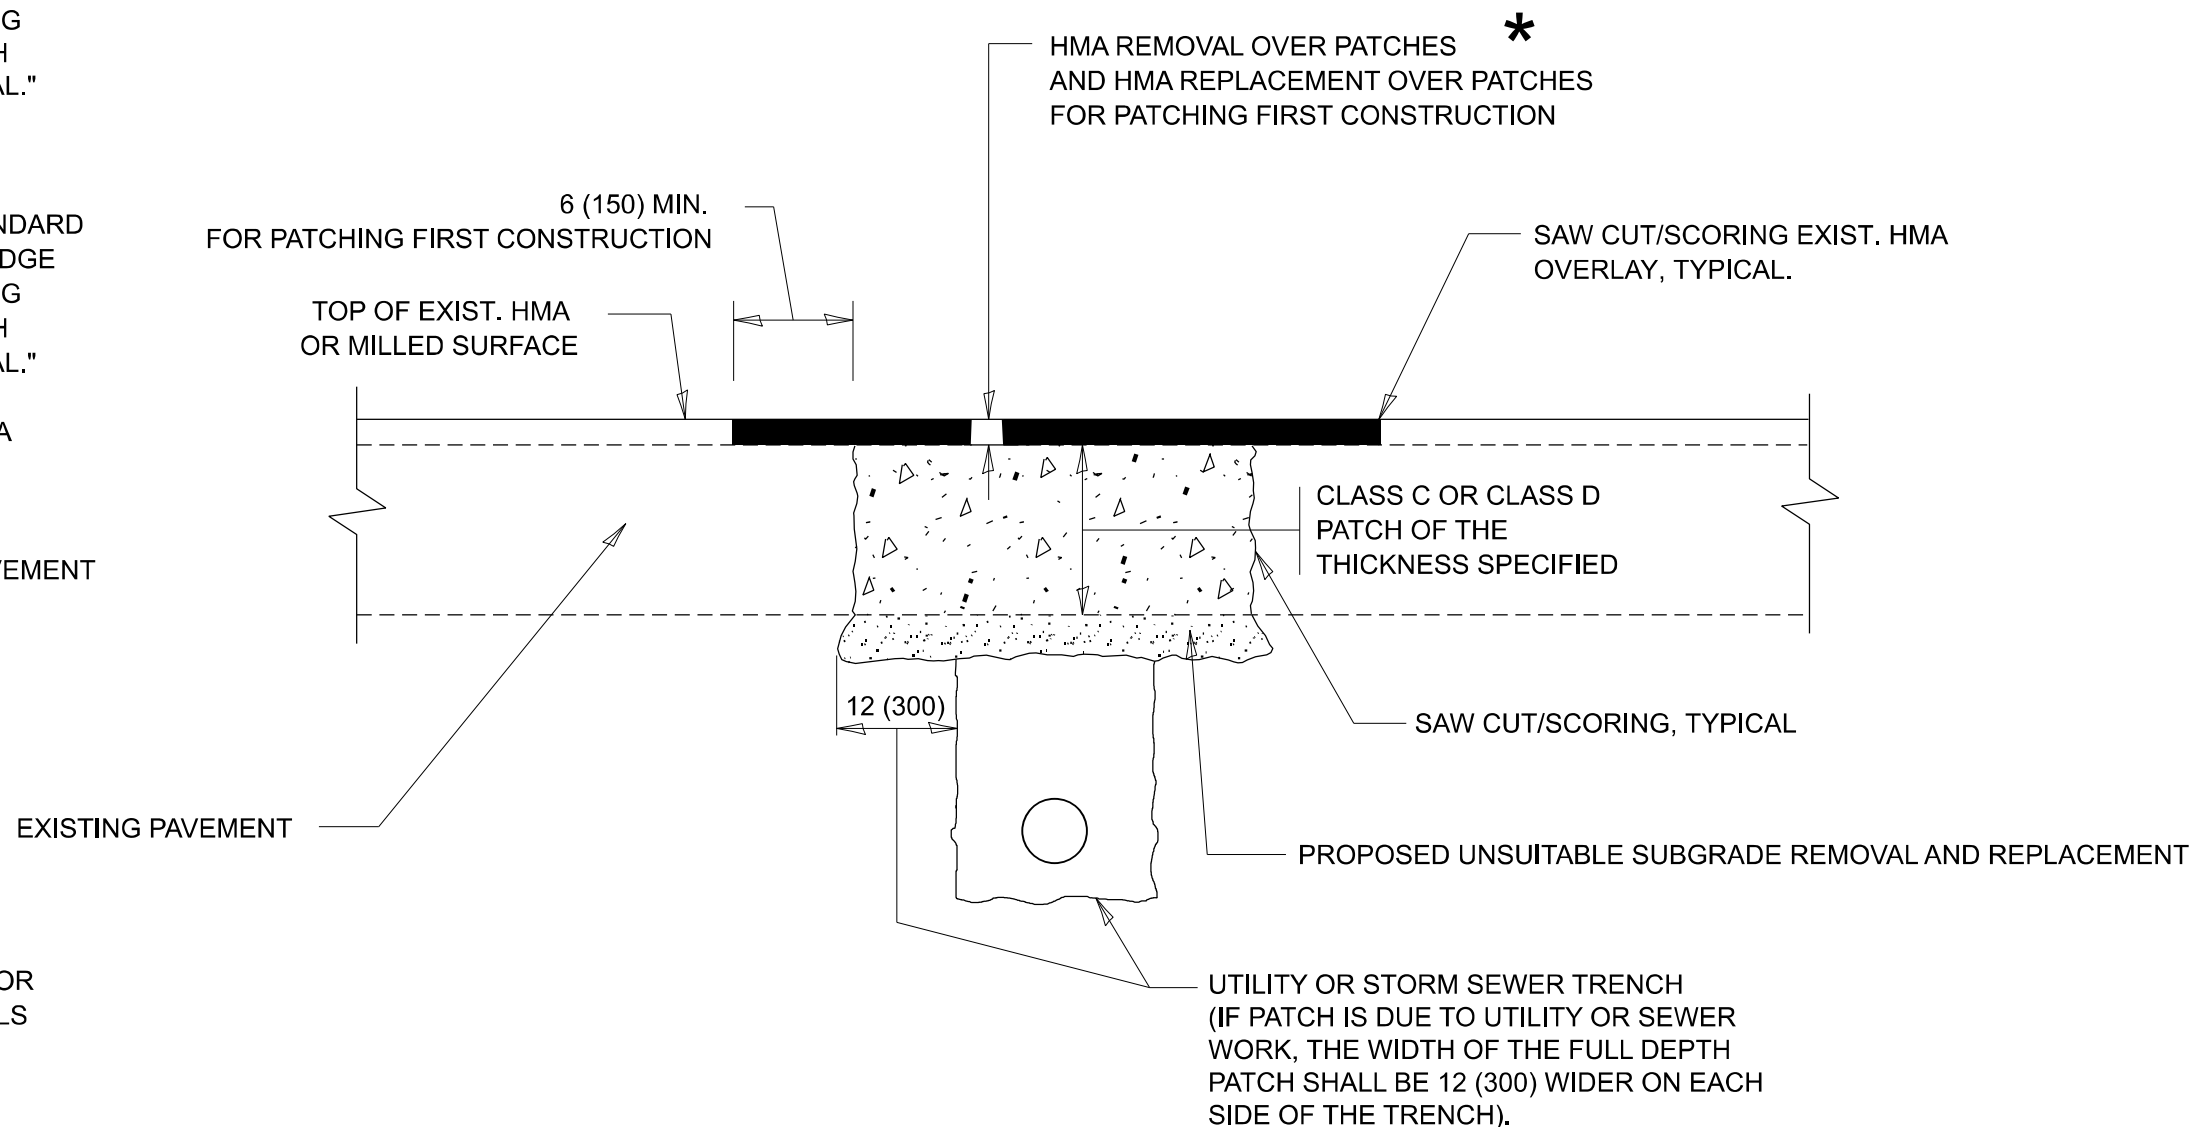 G
H
AL."
NDARD
DGE
G
H
AL."
A
VEMENT
OR
LS
HMA REMOVAL OVER PATCHES *
AND HMA REPLACEMENT OVER PATCHES
FOR PATCHING FIRST CONSTRUCTION
6 (150) MIN.
FOR PATCHING FIRST CONSTRUCTION
SAW CUT/SCORING EXIST. HMA
OVERLAY, TYPICAL.
TOP OF EXIST. HMA
OR MILLED SURFACE
CLASS C OR CLASS D
PATCH OF THE
THICKNESS SPECIFIED
12 (300)
SAW CUT/SCORING, TYPICAL
EXISTING PAVEMENT
PROPOSED UNSUITABLE SUBGRADE REMOVAL AND REPLACEMENT
UTILITY OR STORM SEWER TRENCH
(IF PATCH IS DUE TO UTILITY OR SEWER
WORK, THE WIDTH OF THE FULL DEPTH
PATCH SHALL BE 12 (300) WIDER ON EACH
SIDE OF THE TRENCH).